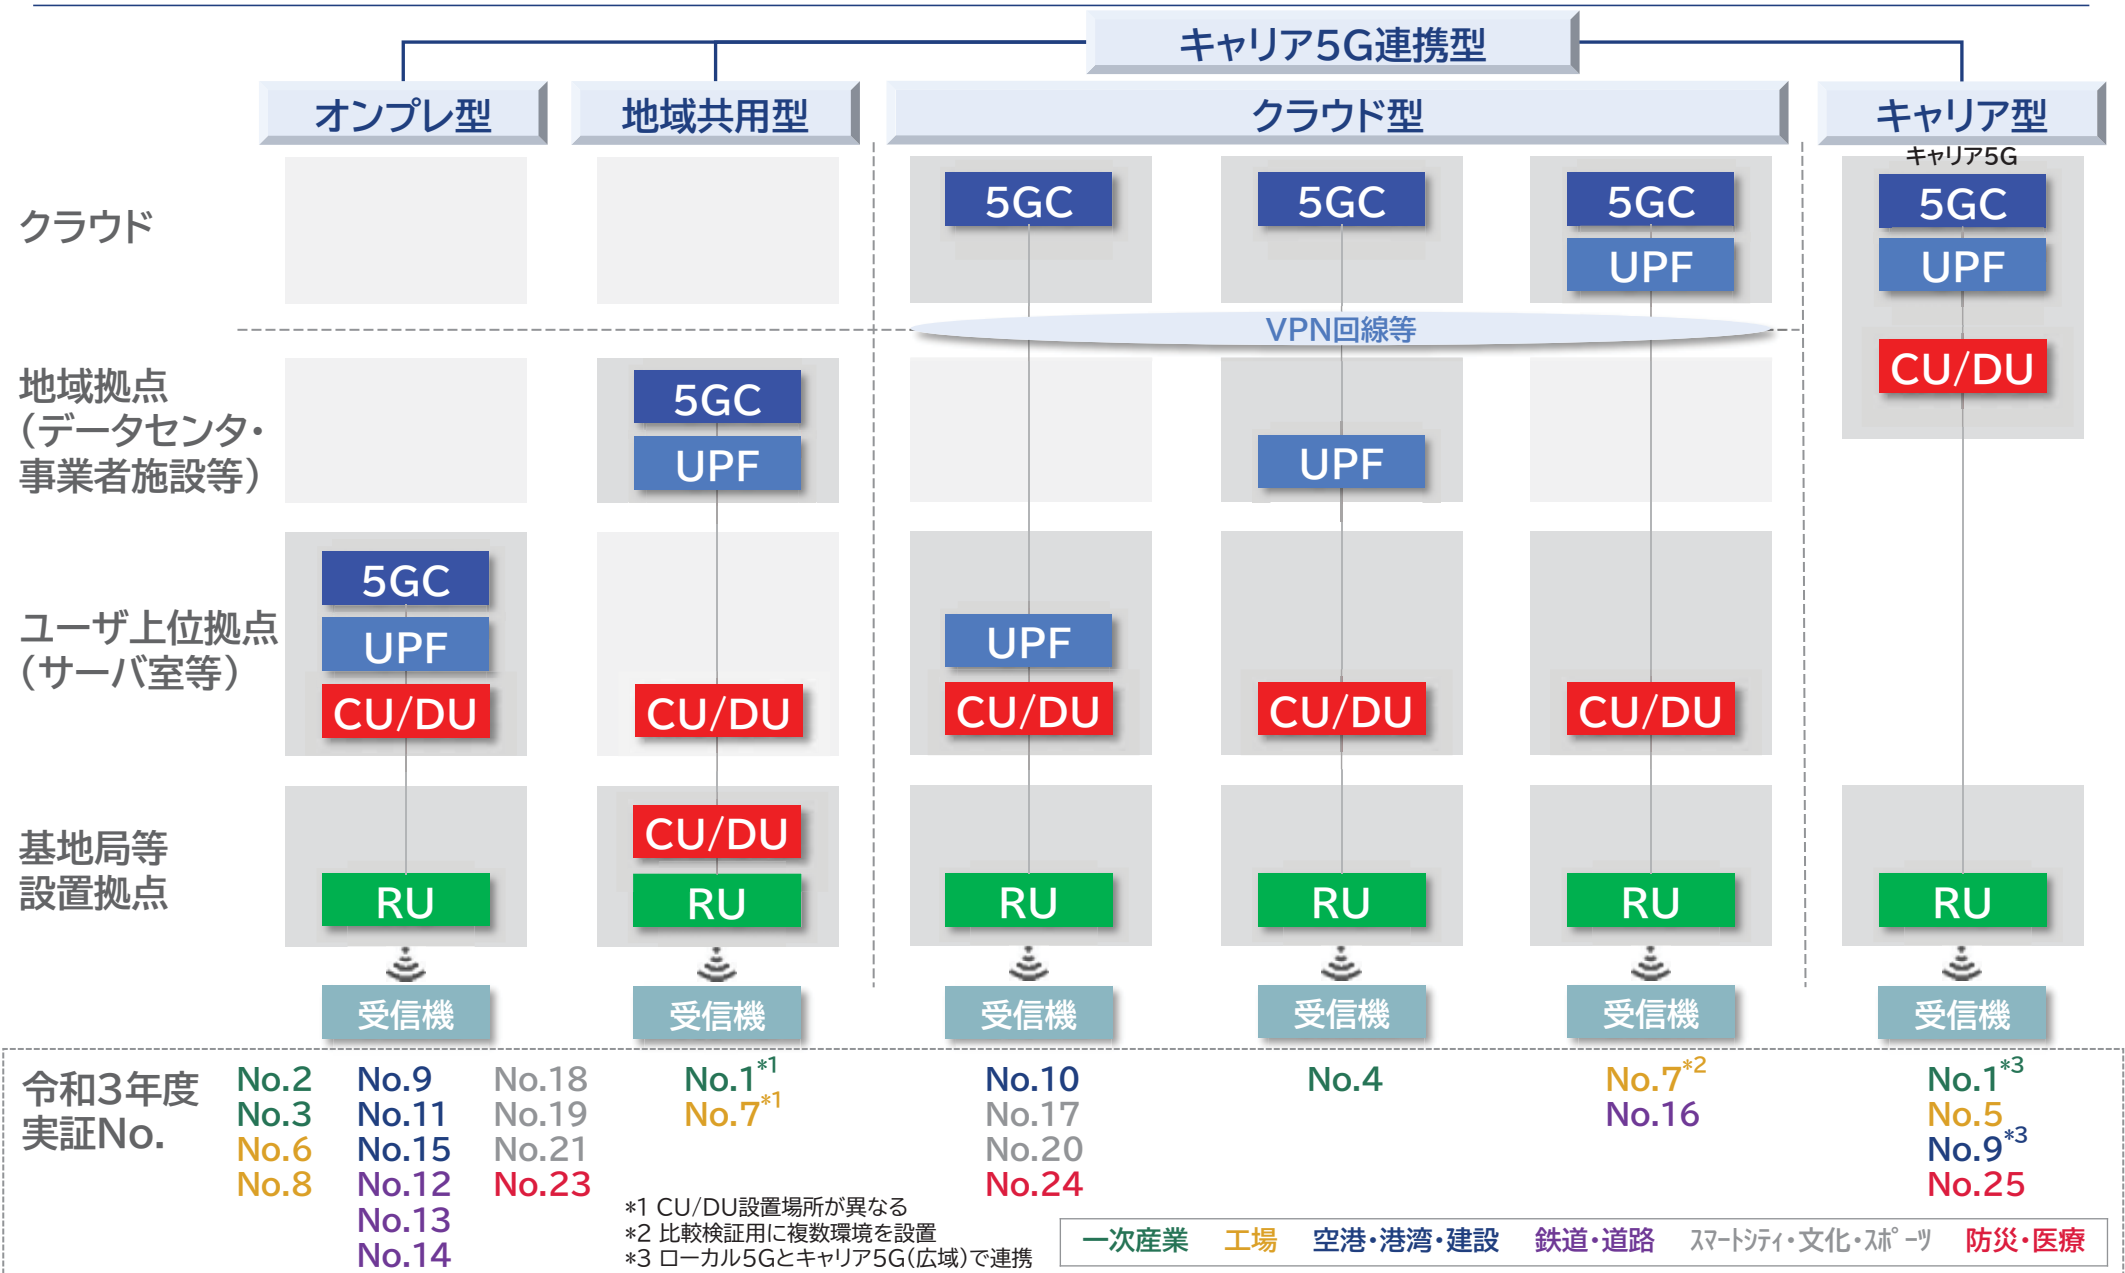 キャリア5G連携型
オンプレ型
地域共用型
クラウド型
キャリア型
キャリア5G
クラウド
5GC
5GC
5GC
UPF
5GC
UPF
CU/DU
VPN回線等
地域拠点
(データセンタ・
事業者施設等)
5GC
UPF
UPF
ユーザ上位拠点
(サーバ室等)
5GC
UPF
CU/DU
CU/DU
UPF
CU/DU
CU/DU
CU/DU
基地局等
設置拠点
RU
CU/DU
RU
RU
RU
RU
RU
受信機
受信機
受信機
受信機
受信機
受信機
令和3年度
実証No.
No.2
No.3
No.6
No.8
No.9
No.11
No.15
No.12
No.13
No.14
No.18
No.19
No.21
No.23
No.1*1
No.7*1
No.10
No.17
No.20
No.24
No.4
No.7*2
No.16
No.1*3
No.5
No.9*3
No.25
*1 CU/DU設置場所が異なる
*2 比較検証用に複数環境を設置
*3 ローカル5Gとキャリア5G(広域)で連携
一次産業 工場 空港・港湾・建設 鉄道・道路 スマートシティ・文化・スポーツ 防災・医療